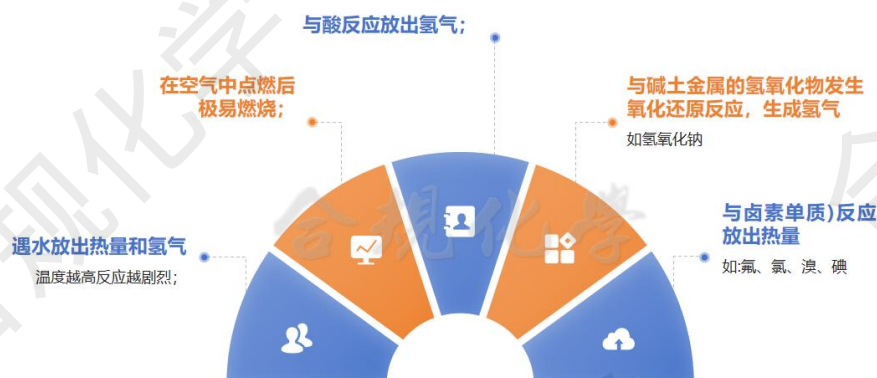 与酸反应放出氢气；
在空气中点燃后
极易燃烧；
与碱土金属的氢氧化物发生
氧化还原反应，生成氢气
如氢氧化钠
与卤素单质)反应
放出热量
如:氟、氯、溴、碘
遇水放出热量和氢气
温度越高反应越剧烈；
合规化学